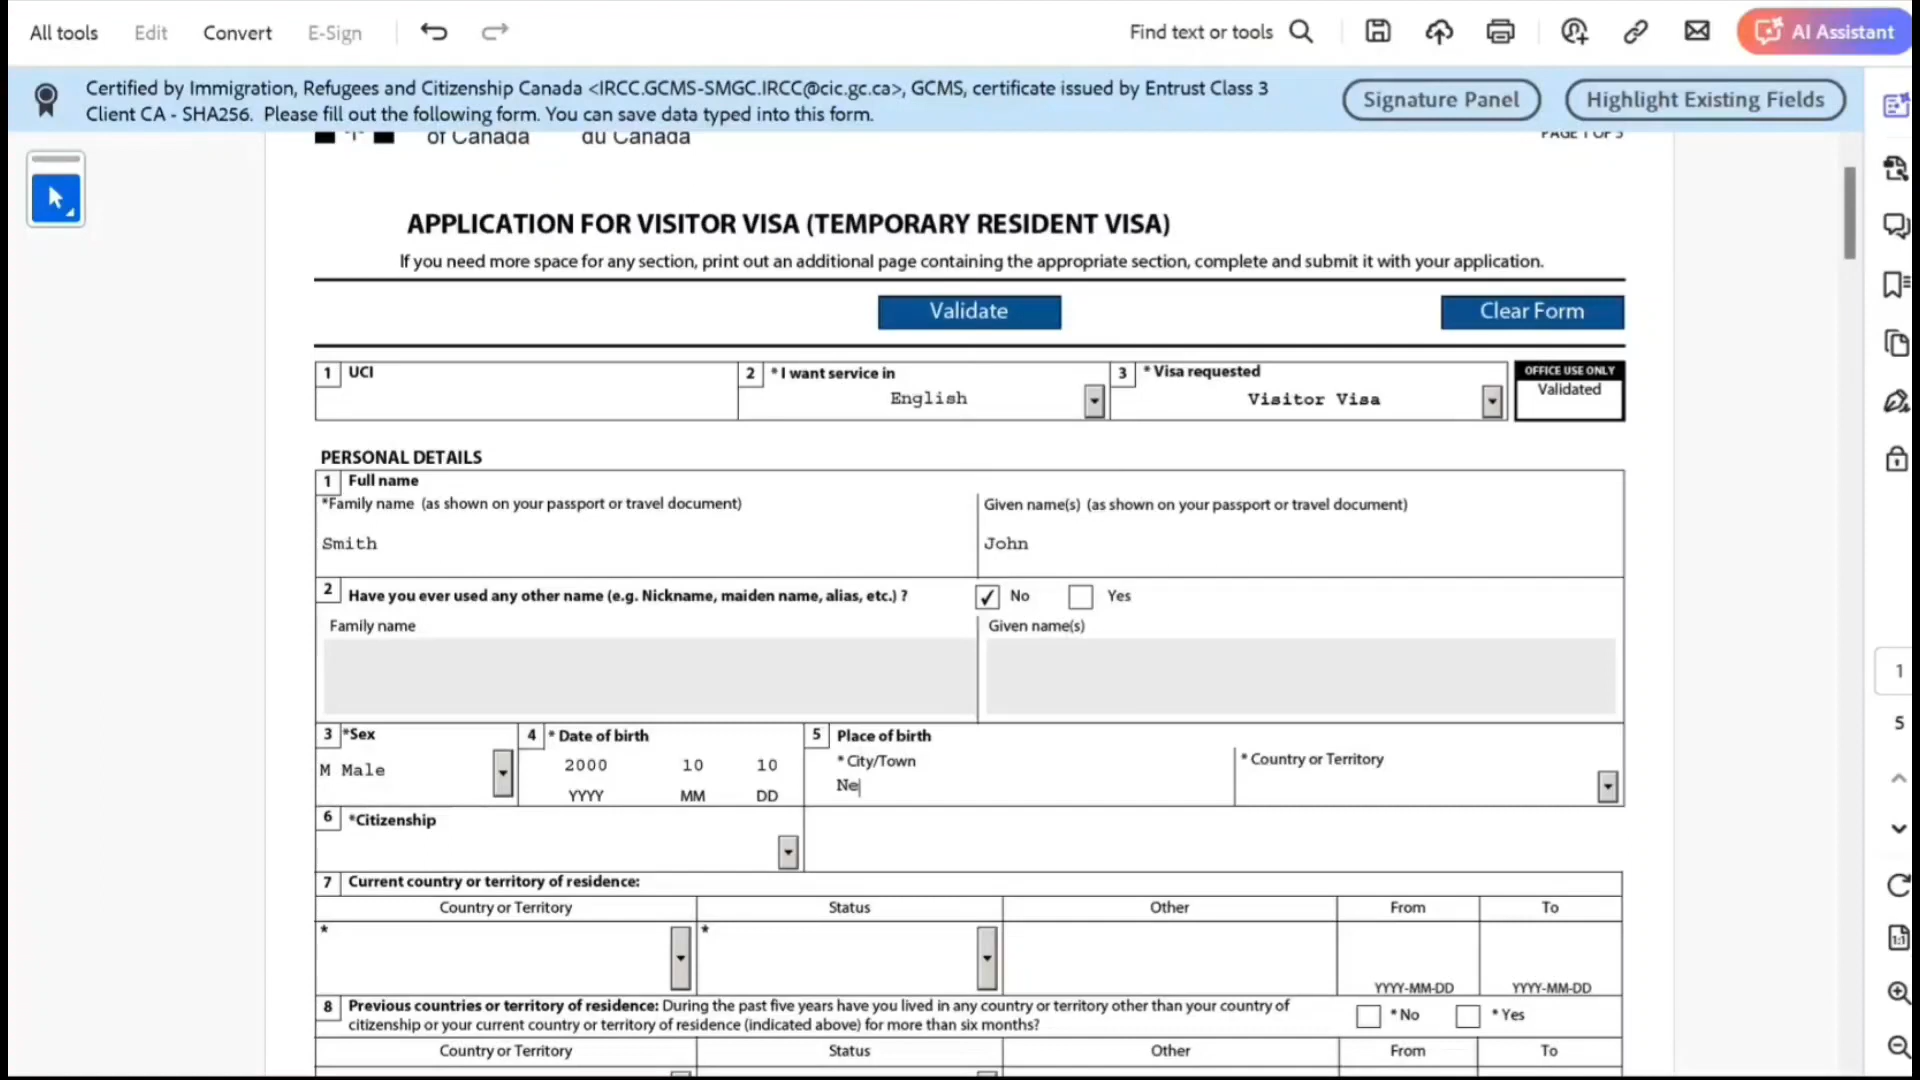 All tools Edit Convert E-Sign Find text or tools AI Assistant
Certified by Immigration, Refugees and Citizenship Canada <IRCC.GCMS-SMGC.IRCC@cic.gc.ca>, GCMS, certificate issued by Entrust Class 3
Client CA - SHA256. Please fill out the following form. You can save data typed into this form.
Signature Panel Highlight Existing Fields
of Canada du Canada PAGE 1 OF 5
APPLICATION FOR VISITOR VISA (TEMPORARY RESIDENT VISA)
If you need more space for any section, print out an additional page containing the appropriate section, complete and submit it with your application.
Validate Clear Form
1 UCI 2 * I want service in 3 * Visa requested OFFICE USE ONLY
English Visitor Visa Validated
PERSONAL DETAILS
1 Full name
*Family name (as shown on your passport or travel document) Given name(s) (as shown on your passport or travel document)
Smith John
2 Have you ever used any other name (e.g. Nickname, maiden name, alias, etc.) ? No Yes
Family name Given name(s)
3 *Sex 4 * Date of birth 5 Place of birth
* City/Town * Country or Territory
M Male 2000 10 10 Ne
YYYY MM DD
6 *Citizenship
7 Current country or territory of residence:
Country or Territory Status Other From To
* *
YYYY-MM-DD YYYY-MM-DD
8 Previous countries or territory of residence: During the past five years have you lived in any country or territory other than your country of
citizenship or your current country or territory of residence (indicated above) for more than six months? * No * Yes
Country or Territory Status Other From To
1
5
1:1